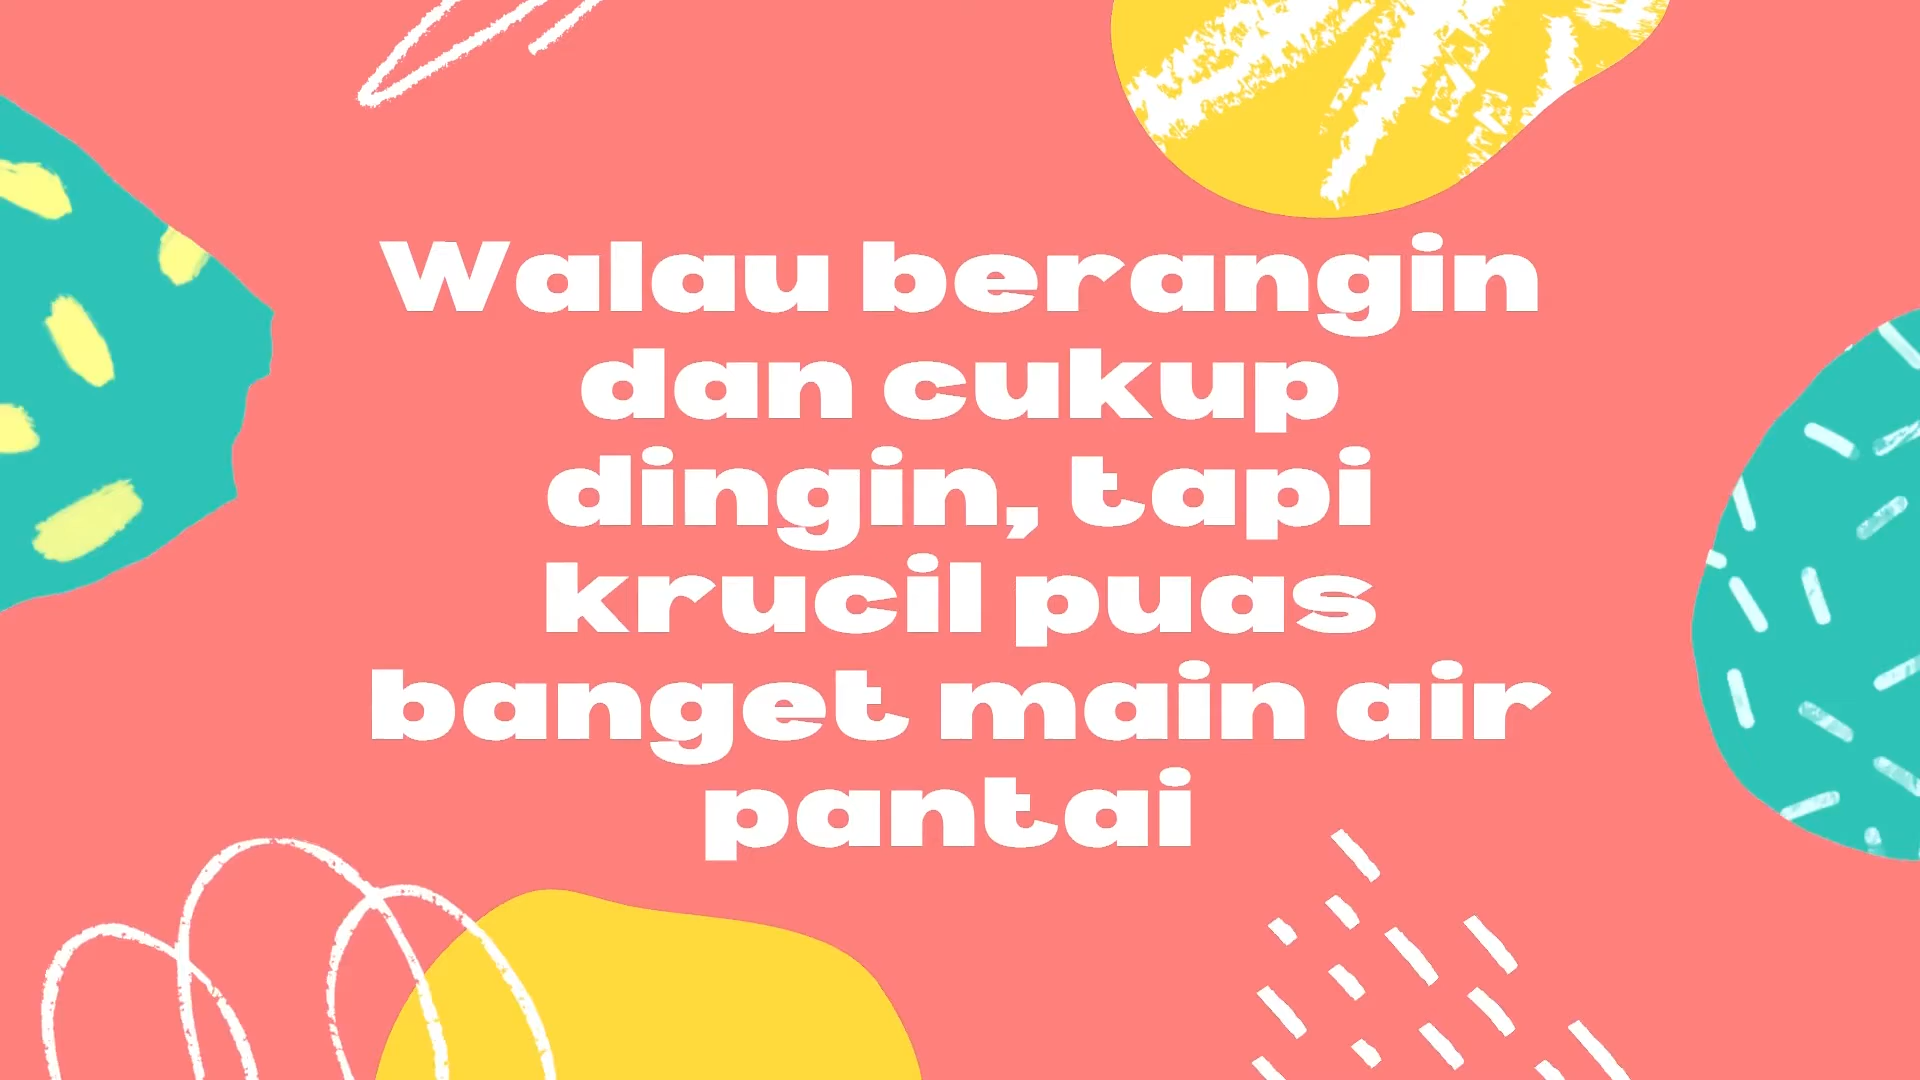 Walau berangin
dan cukup
dingin, tapi
krucil puas
banget main air
pantai